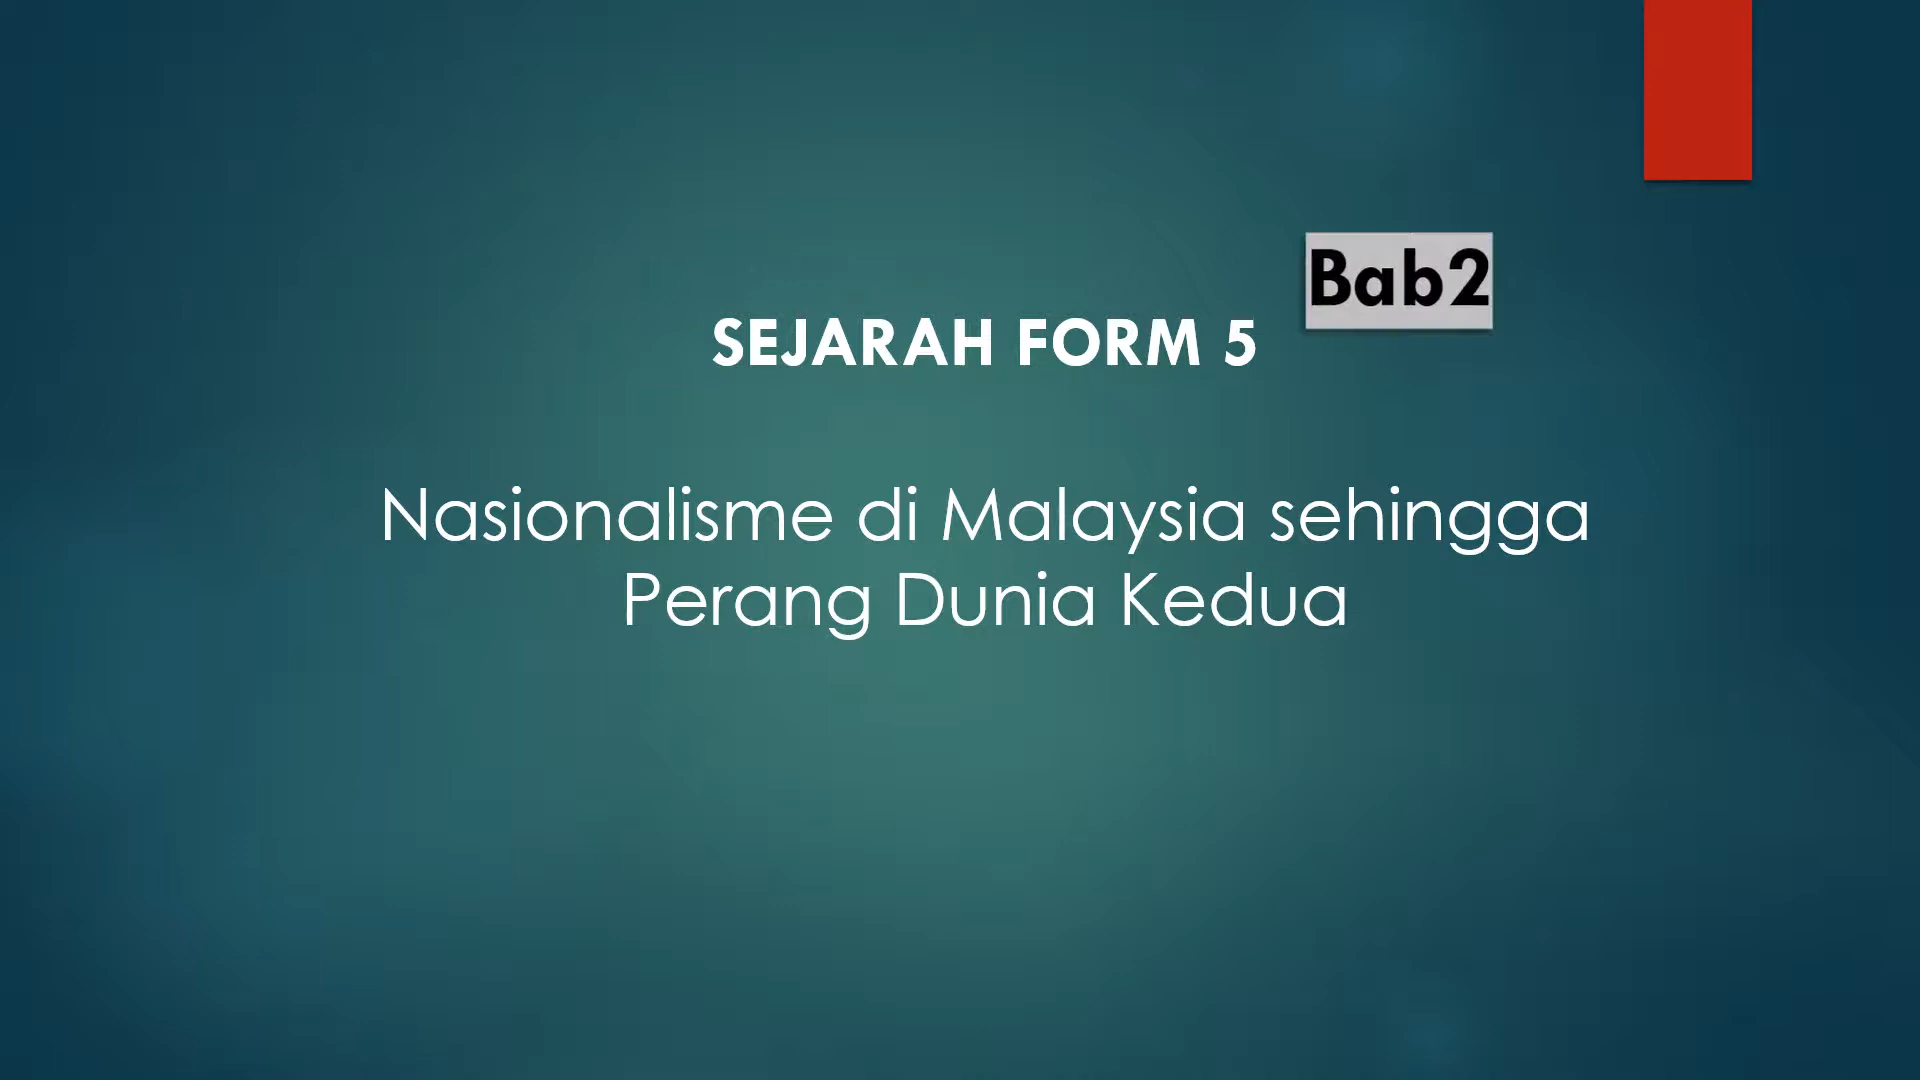 Bab2
SEJARAH FORM 5
Nasionalisme di Malaysia sehingga
Perang Dunia Kedua